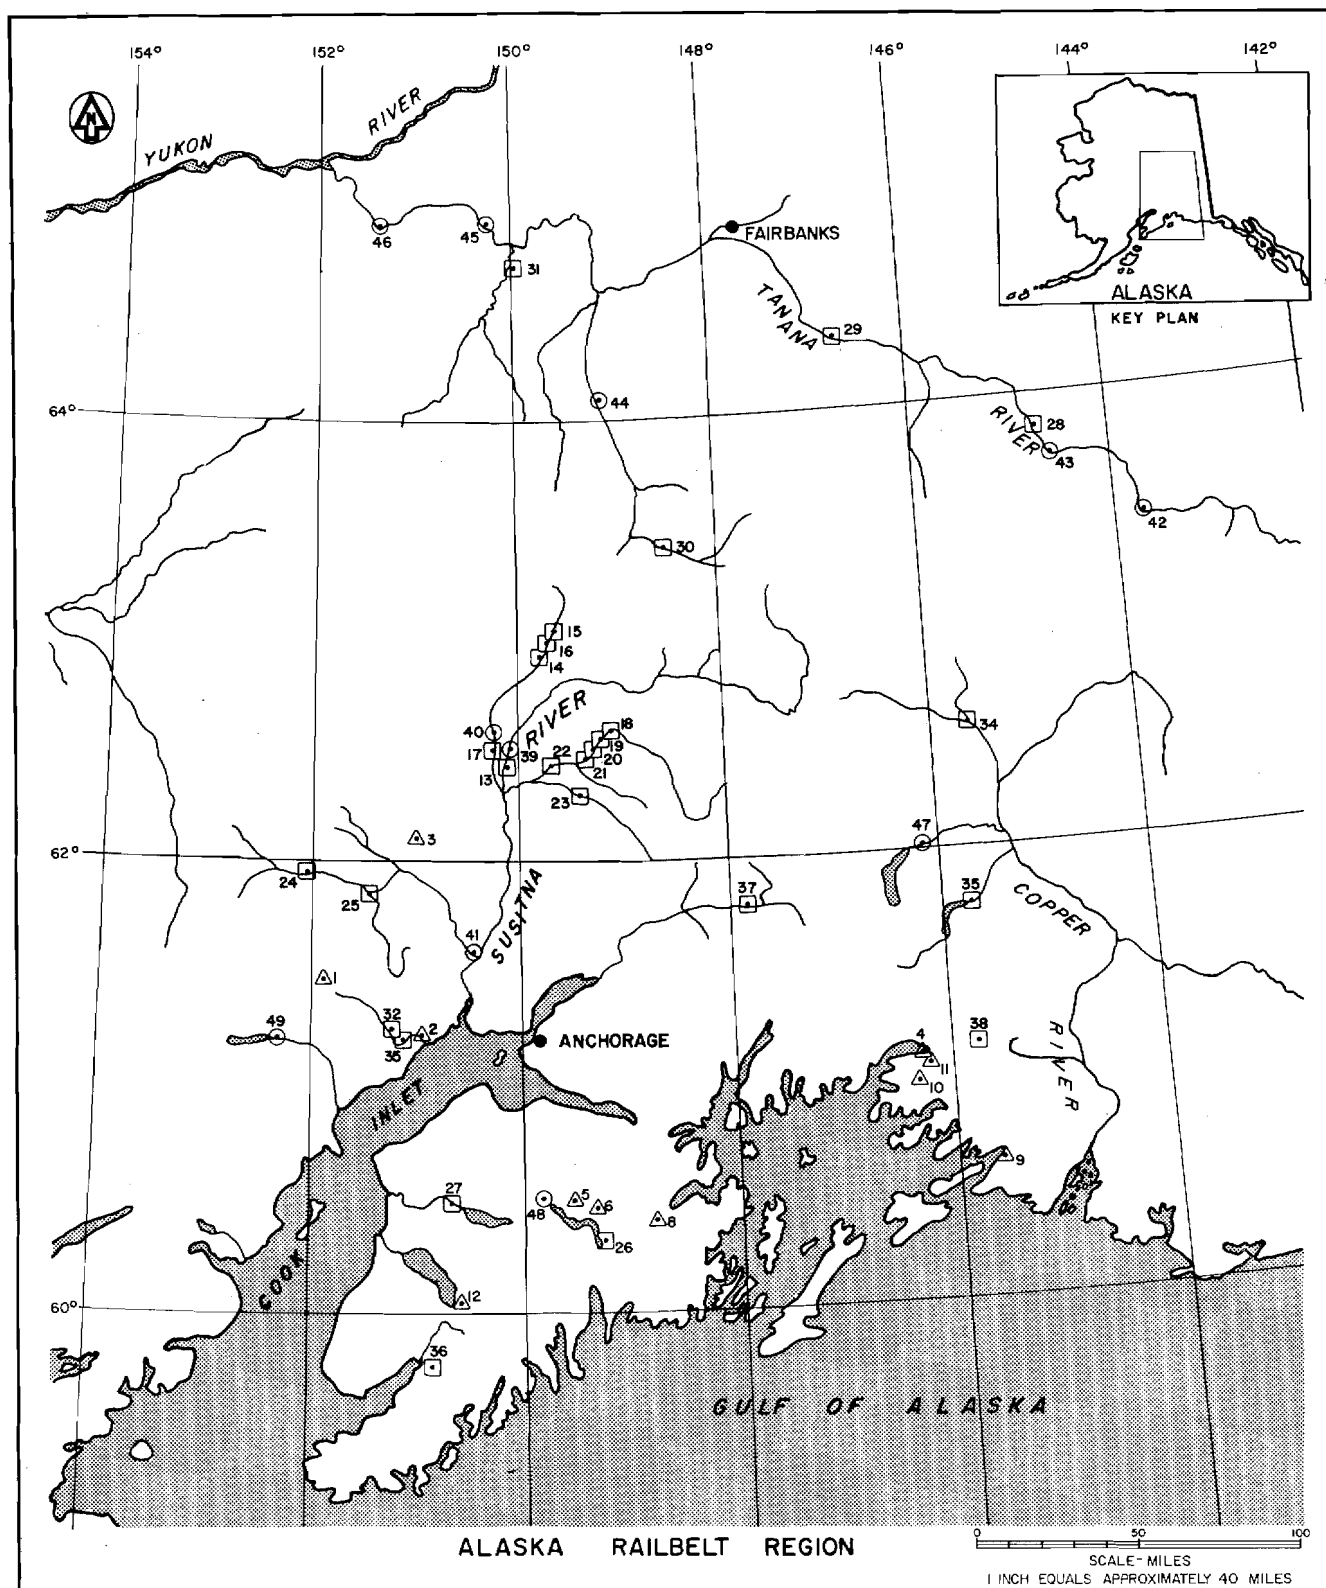 154°
152°
150°
148°
146°
144°
142°
N
YUKON
RIVER
46
45
31
FAIRBANKS
ALASKA
KEY PLAN
TANANA
29
64°
44
RIVER
28
43
42
30
15
16
14
RIVER
40
17
39
13
22
18
19
20
21
23
34
3
62°
47
24
25
37
35
COPPER
41
SUSITNA
1
32
2
35
49
ANCHORAGE
4
11
10
38
RIVER
INLET
9
27
48
5
6
8
26
COOK
12
60°
36
GULF OF ALASKA
ALASKA RAILBELT REGION
0 50 100
SCALE-MILES
1 INCH EQUALS APPROXIMATELY 40 MILES